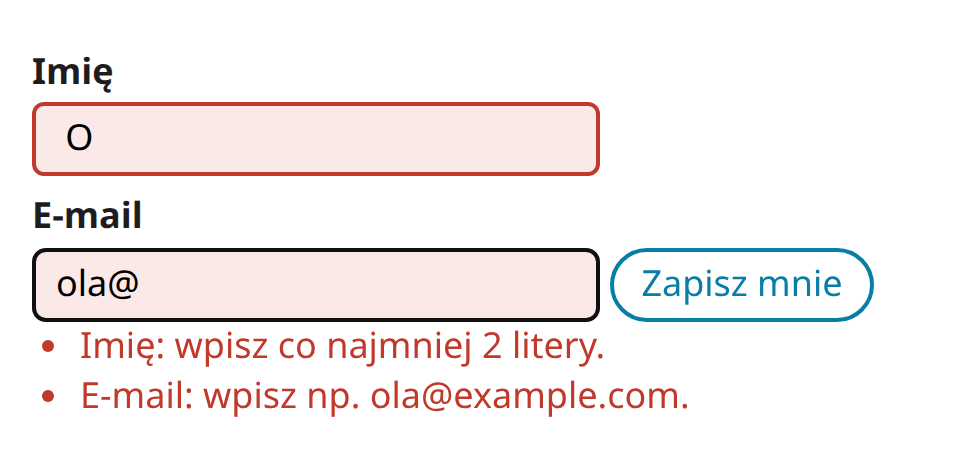 Imię
O
E-mail
ola@
Zapisz mnie
• Imię: wpisz co najmniej 2 litery.
• E-mail: wpisz np. ola@example.com.